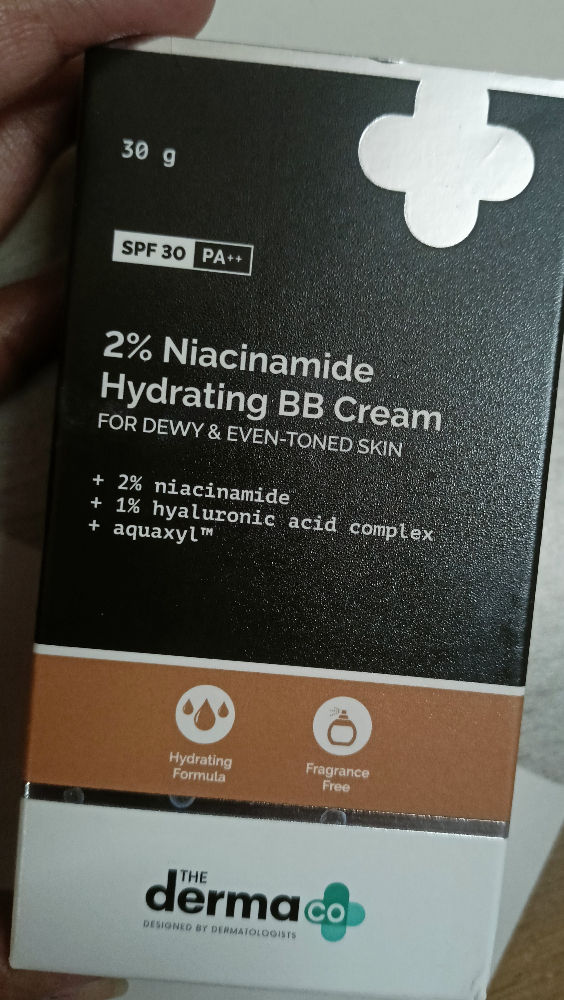 30 g
SPF 30 PA++
2% Niacinamide
Hydrating BB Cream
FOR DEWY & EVEN-TONED SKIN
+ 2% niacinamide
+ 1% hyaluronic acid complex
+ aquaxyl™
Hydrating
Formula
Fragrance
Free
THE
derma co
DESIGNED BY DERMATOLOGISTS